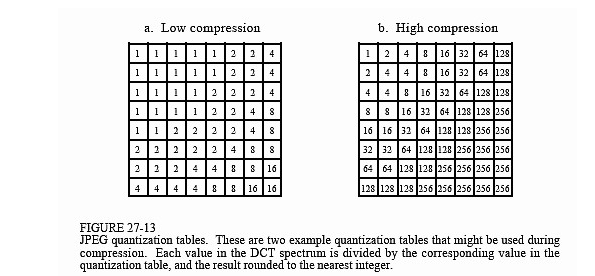 a. Low compression
b. High compression
1 1 1 1 1 2 2 4
1 1 1 1 1 2 2 4
1 1 1 1 2 2 2 4
1 1 1 1 2 2 4 8
1 1 2 2 2 2 4 8
2 2 2 2 2 4 8 8
2 2 2 4 4 8 8 16
4 4 4 4 8 8 16 16
1 2 4 8 16 32 64 128
2 4 4 8 16 32 64 128
4 4 8 16 32 64 128 128
8 8 16 32 64 128 128 256
16 16 32 64 128 128 256 256
32 32 64 128 128 256 256 256
64 64 128 128 256 256 256 256
128 128 128 256 256 256 256 256
FIGURE 27-13
JPEG quantization tables. These are two example quantization tables that might be used during
compression. Each value in the DCT spectrum is divided by the corresponding value in the
quantization table, and the result rounded to the nearest integer.